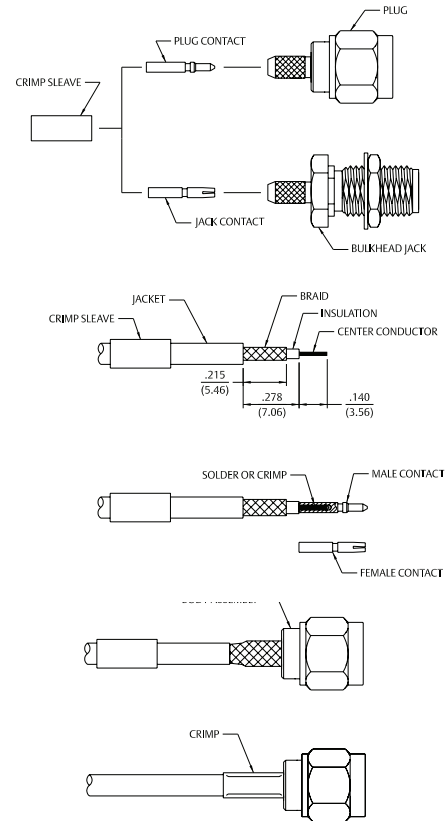 PLUG
PLUG CONTACT
CRIMP SLEAVE
JACK CONTACT
BULKHEAD JACK
BRAID
JACKET
INSULATION
CRIMP SLEAVE
CENTER CONDUCTOR
.215
(5.46)
.278
(7.06)
.140
(3.56)
SOLDER OR CRIMP
MALE CONTACT
FEMALE CONTACT
CRIMP